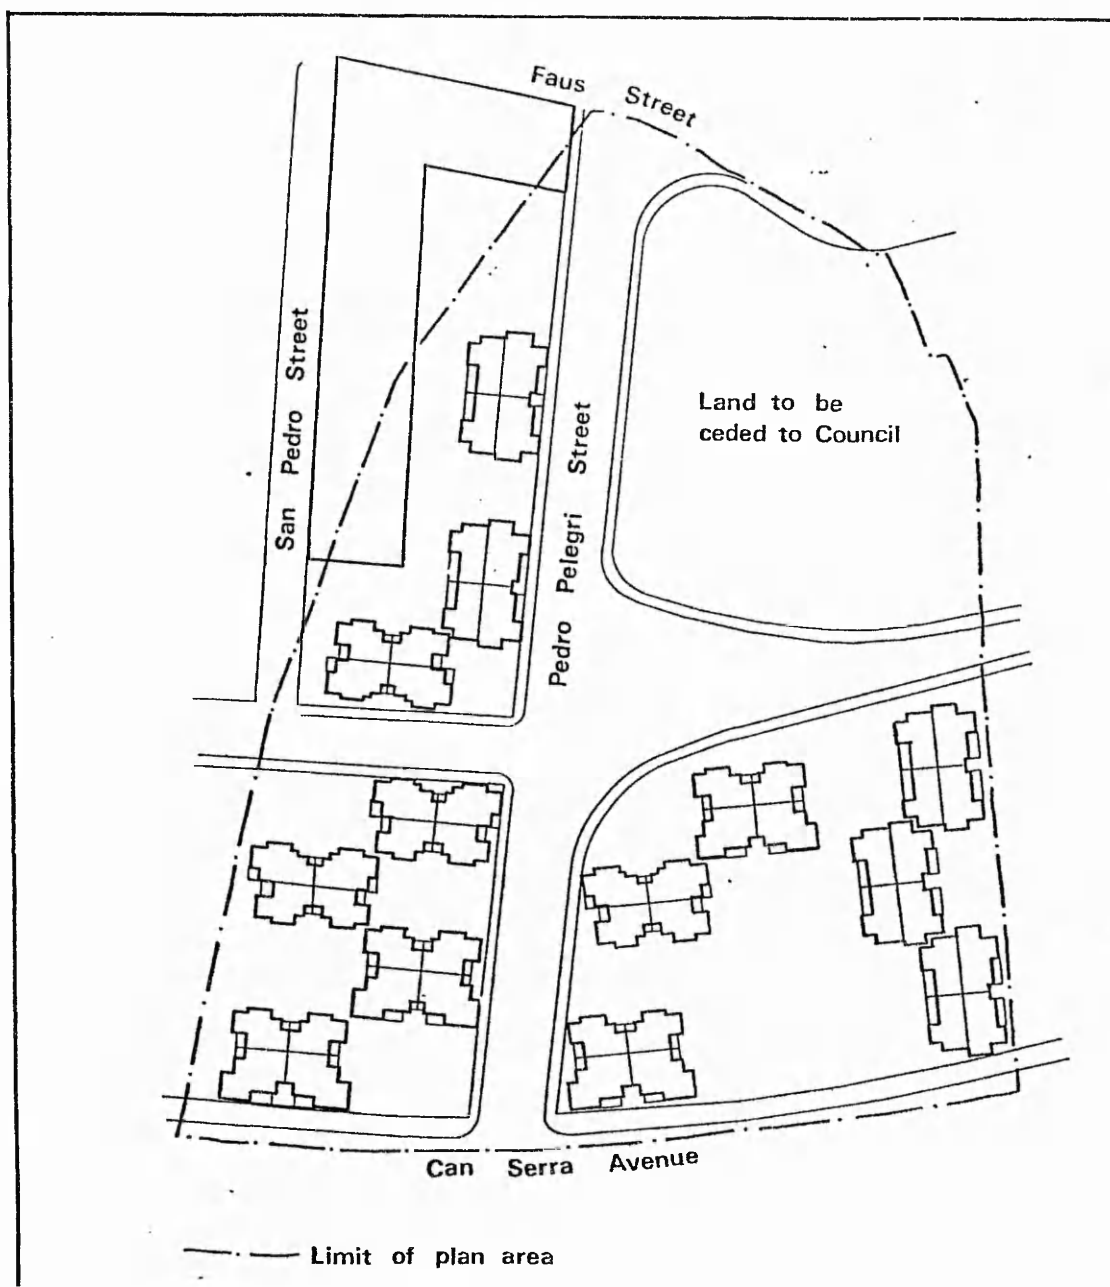 Faus Street
San Pedro Street
Land to be
ceded to Council
Pedro Pelegri Street
Can Serra Avenue
Limit of plan area